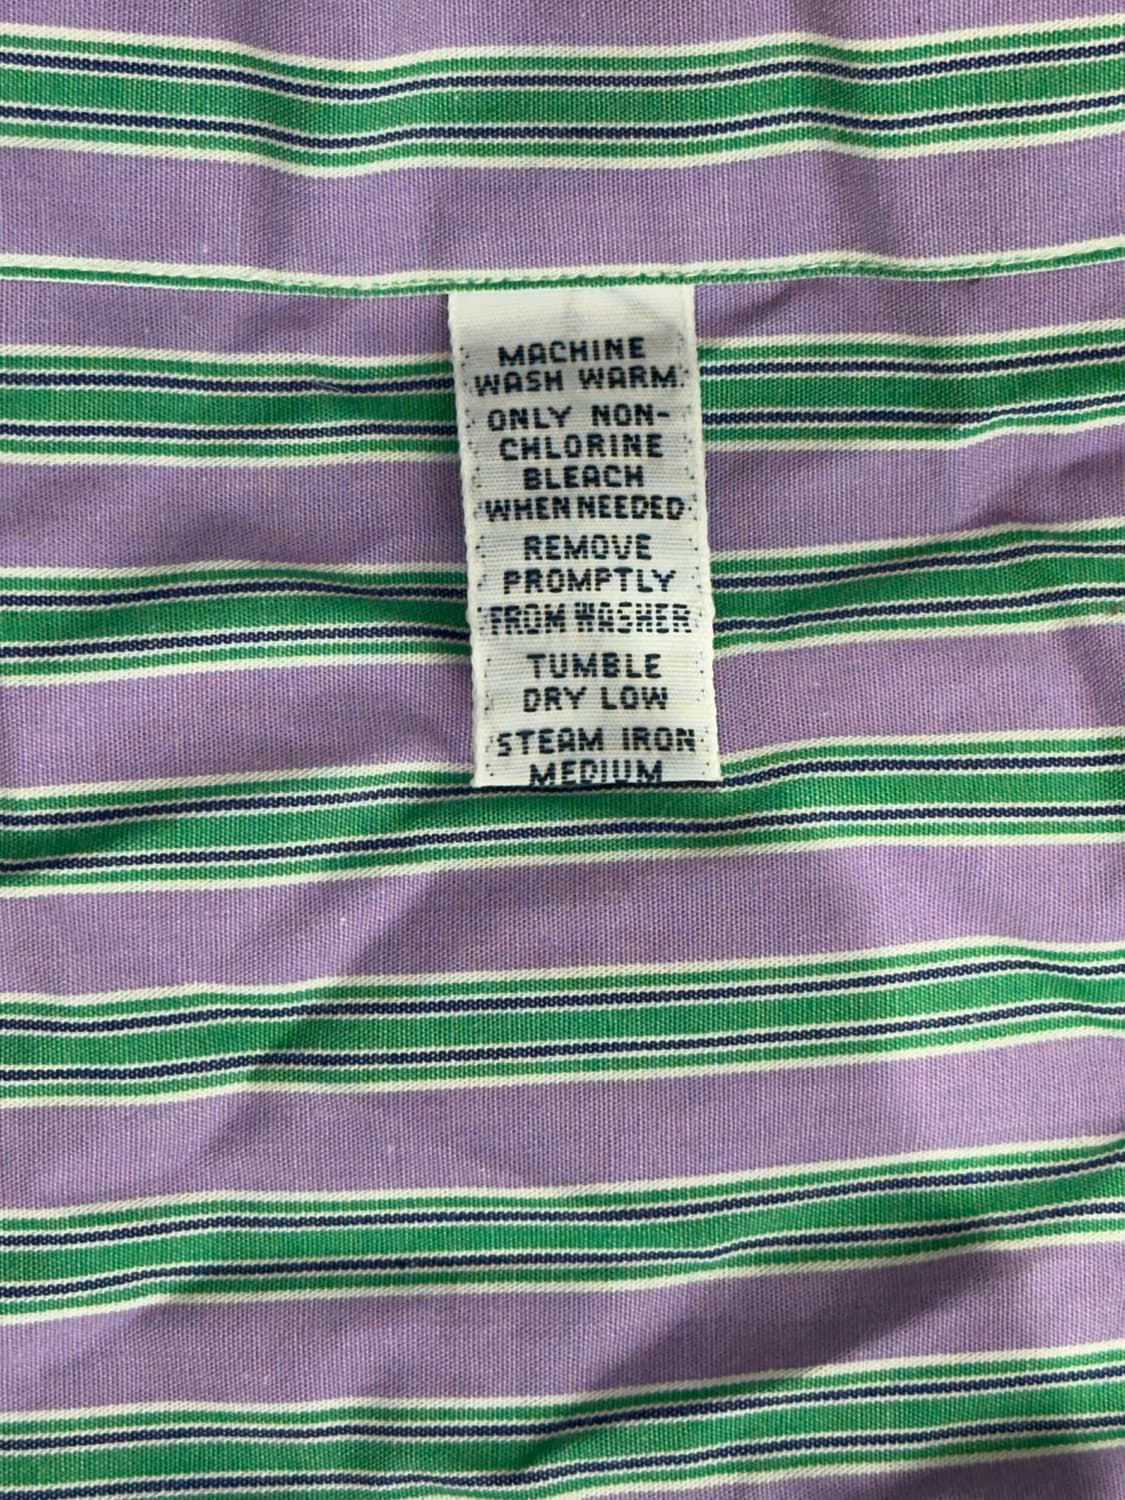 MACHINE
WASH WARM
ONLY NON-
CHLORINE
BLEACH
WHEN NEEDED
REMOVE
PROMPTLY
FROM WASHER
TUMBLE
DRY LOW
STEAM IRON
MEDIUM